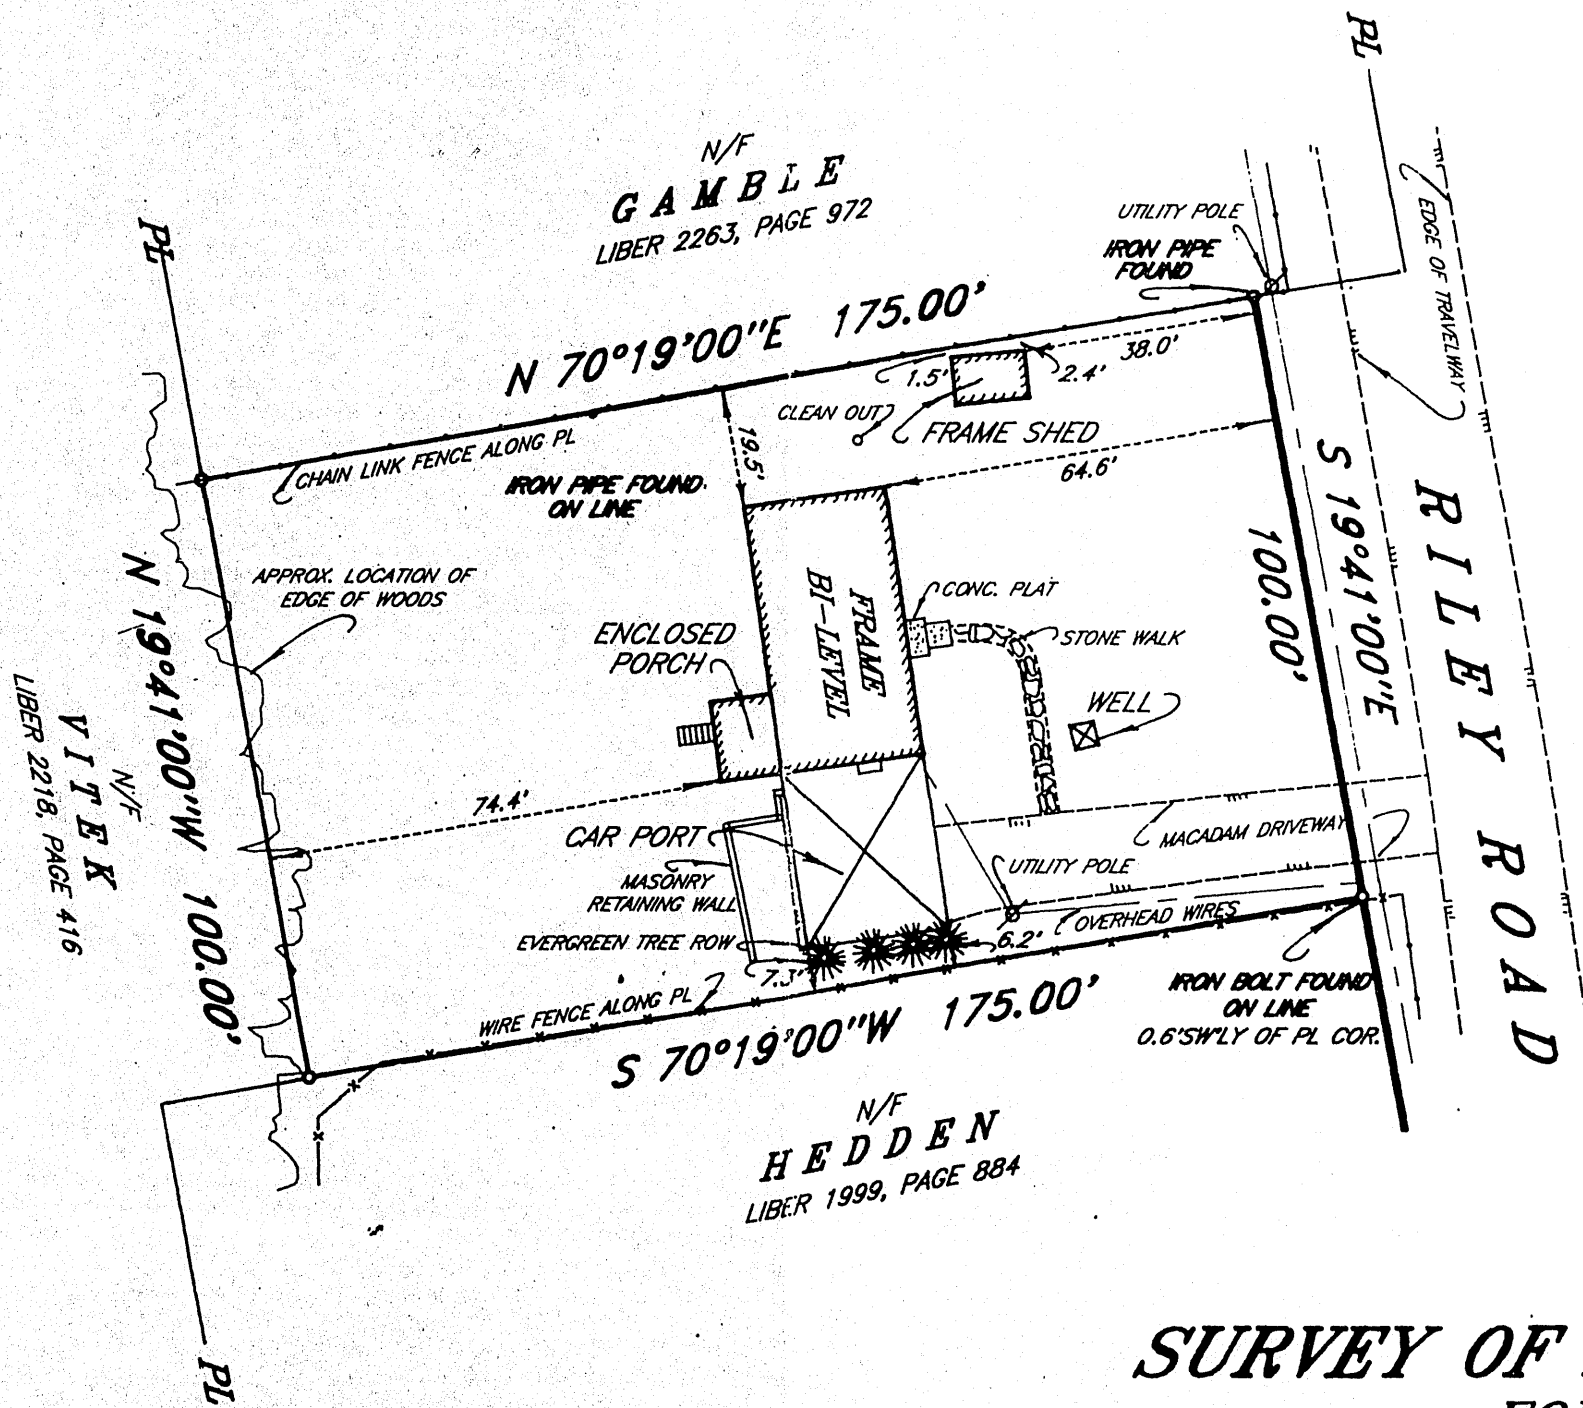 PL
N/F
GAMBLE
LIBER 2263, PAGE 972
UTILITY POLE
IRON PIPE
FOUND
PL
EDGE OF TRAVELWAY
N 70°19'00"E 175.00'
38.0'
1.5'
2.4'
CLEAN OUT
FRAME SHED
64.6'
19.5'
CHAIN LINK FENCE ALONG PL
IRON PIPE FOUND
ON LINE
S 19°41'00"E
100.00'
RILEY ROAD
APPROX. LOCATION OF
EDGE OF WOODS
FRAME
BI-LEVEL
CONC. PLAT
STONE WALK
ENCLOSED
PORCH
WELL
N 19°41'00"W 100.00'
N/F
VITEK
LIBER 2218, PAGE 416
74.4'
CAR PORT
MACADAM DRIVEWAY
MASONRY
RETAINING WALL
UTILITY POLE
EVERGREEN TREE ROW
OVERHEAD WIRES
6.2'
7.3'
WIRE FENCE ALONG PL
IRON BOLT FOUND
ON LINE
0.6'SW'LY OF PL COR.
S 70°19'00"W 175.00'
N/F
HEDDEN
LIBER 1999, PAGE 884
PL
SURVEY OF